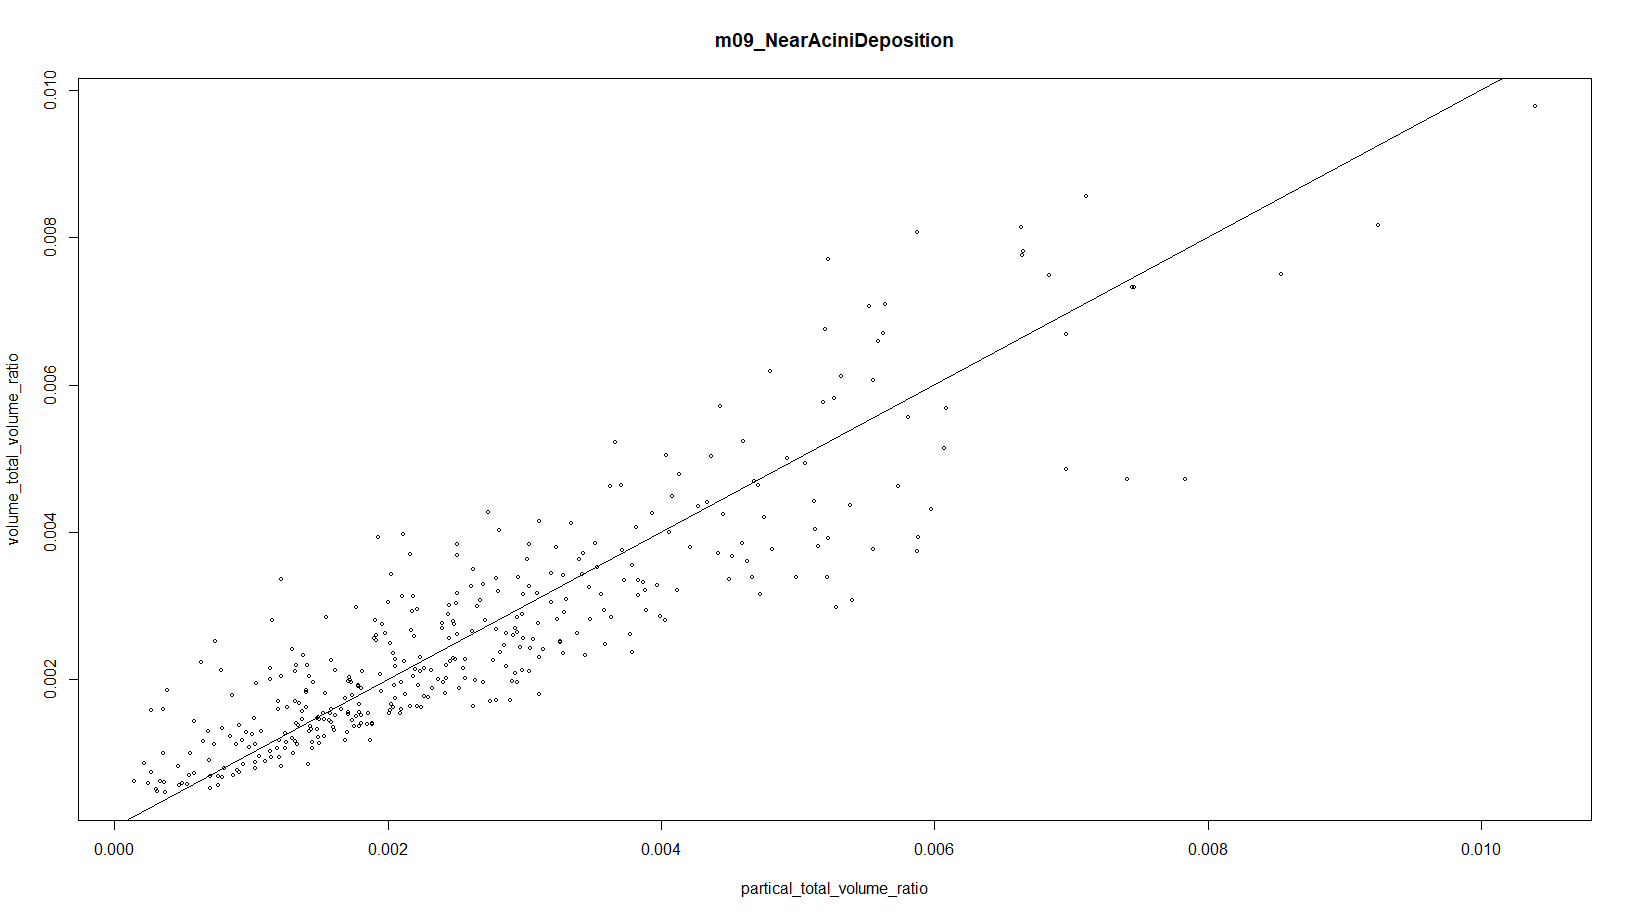 m09_NearAciniDeposition
0.010
0.008
0.006
0.004
0.002
volume_total_volume_ratio
0.000 0.002 0.004 0.006 0.008 0.010
partical_total_volume_ratio